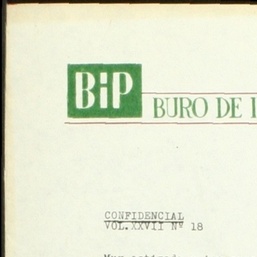 BIP
BURO DE
CONFIDENCIAL
VOL.XXVII Nº 18